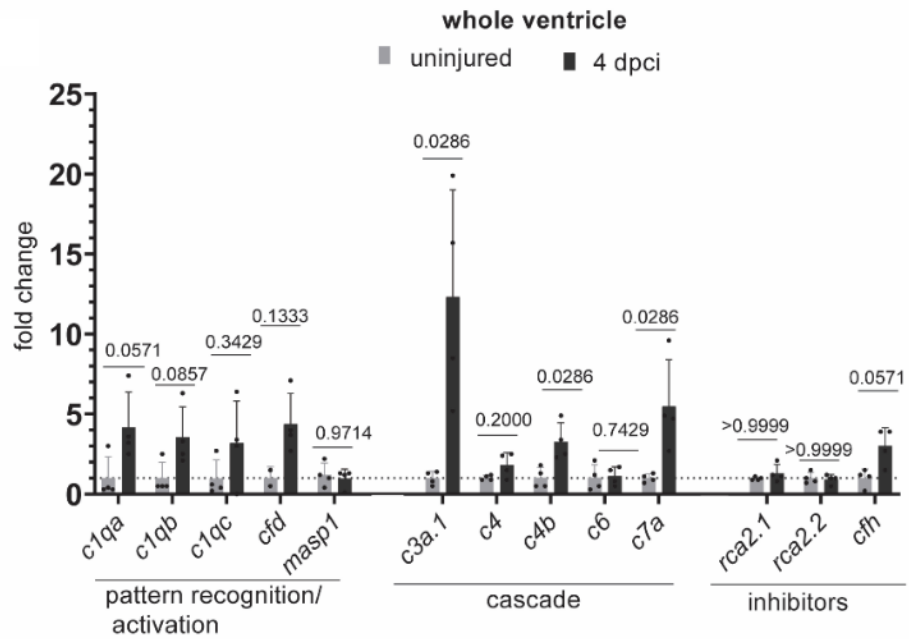 whole ventricle
uninjured 4 dpci
fold change
25
20
15
10
5
0
0.0571
0.0857
0.3429
0.1333
0.9714
0.0286
0.2000
0.0286
0.7429
0.0286
>0.9999
>0.9999
0.0571
c1qa c1qb c1qc cfd masp1 c3a.1 c4 c4b c6 c7a rca2.1 rca2.2 cfh
pattern recognition/
activation
cascade
inhibitors